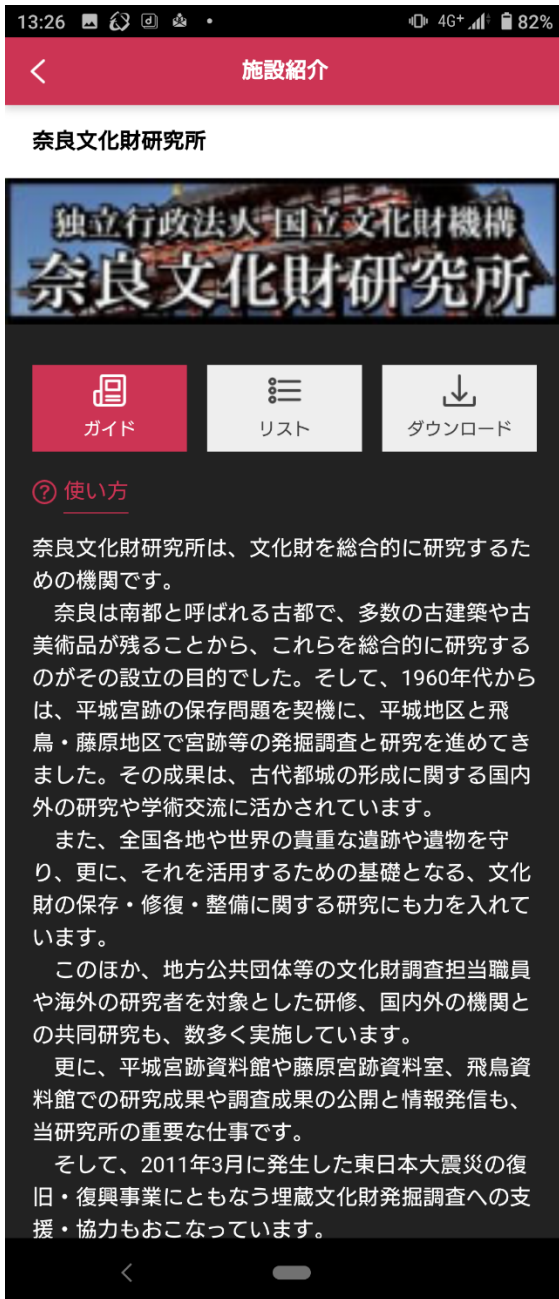 13:26 4G+ 82%
施設紹介
奈良文化財研究所
独立行政法人 国立文化財機構
奈良文化財研究所
ガイド リスト ダウンロード
使い方
奈良文化財研究所は、文化財を総合的に研究するた
めの機関です。
　奈良は南都と呼ばれる古都で、多数の古建築や古
美術品が残ることから、これらを総合的に研究する
のがその設立の目的でした。そして、1960年代から
は、平城宮跡の保存問題を契機に、平城地区と飛
鳥・藤原地区で宮跡等の発掘調査と研究を進めてき
ました。その成果は、古代都城の形成に関する国内
外の研究や学術交流に活かされています。
　また、全国各地や世界の貴重な遺跡や遺物を守
り、更に、それを活用するための基礎となる、文化
財の保存・修復・整備に関する研究にも力を入れて
います。
　このほか、地方公共団体等の文化財調査担当職員
や海外の研究者を対象とした研修、国内外の機関と
の共同研究も、数多く実施しています。
　更に、平城宮跡資料館や藤原宮跡資料室、飛鳥資
料館での研究成果や調査成果の公開と情報発信も、
当研究所の重要な仕事です。
　そして、2011年3月に発生した東日本大震災の復
旧・復興事業にともなう埋蔵文化財発掘調査への支
援・協力もおこなっています。